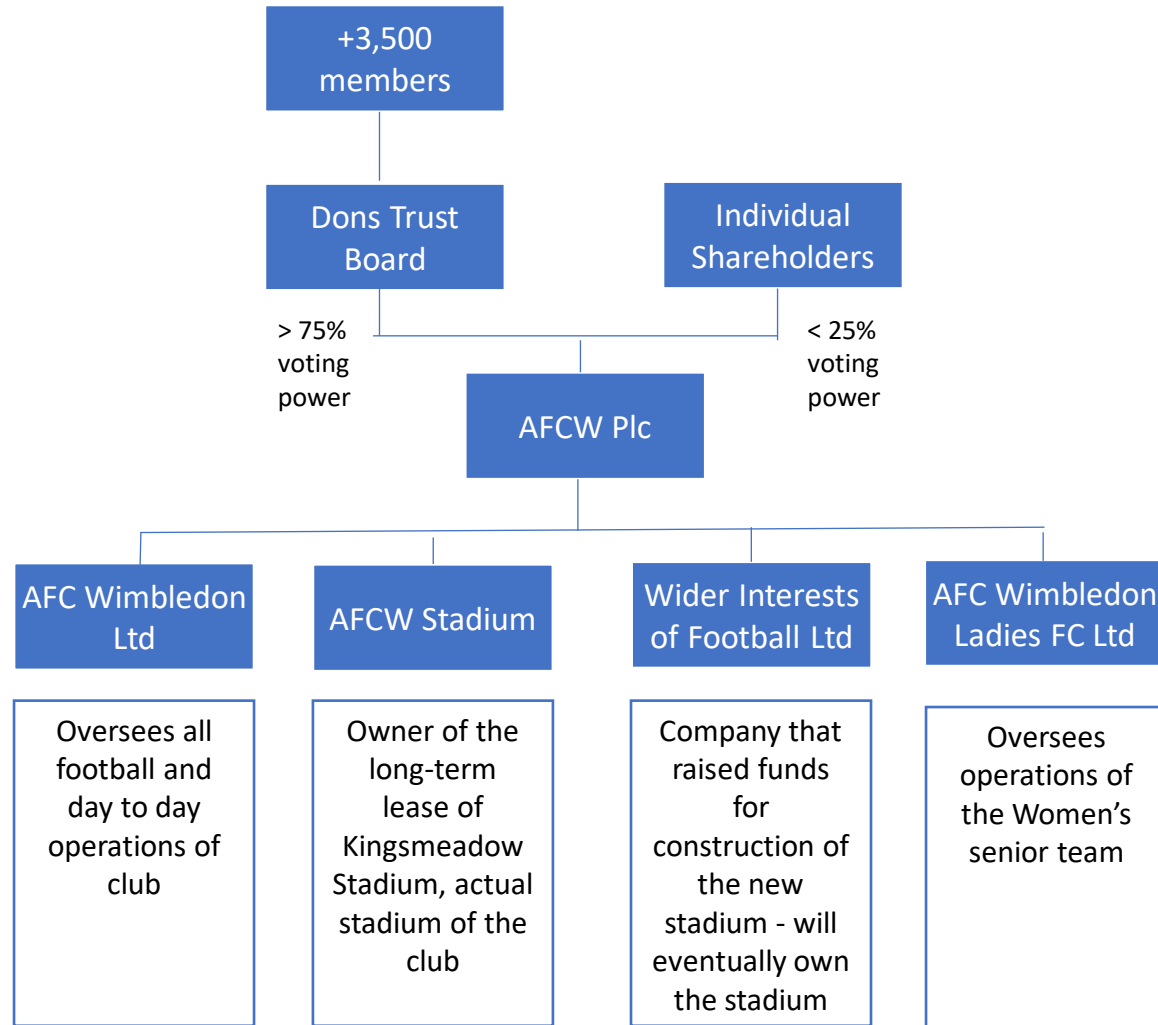 +3,500
members
Dons Trust
Board
Individual
Shareholders
> 75%
voting
power
< 25%
voting
power
AFCW Plc
AFC Wimbledon
Ltd
AFCW Stadium
Wider Interests
of Football Ltd
AFC Wimbledon
Ladies FC Ltd
Oversees all
football and
day to day
operations of
club
Owner of the
long-term
lease of
Kingsmeadow
Stadium, actual
stadium of the
club
Company that
raised funds
for
construction of
the new
stadium - will
eventually own
the stadium
Oversees
operations of
the Women’s
senior team